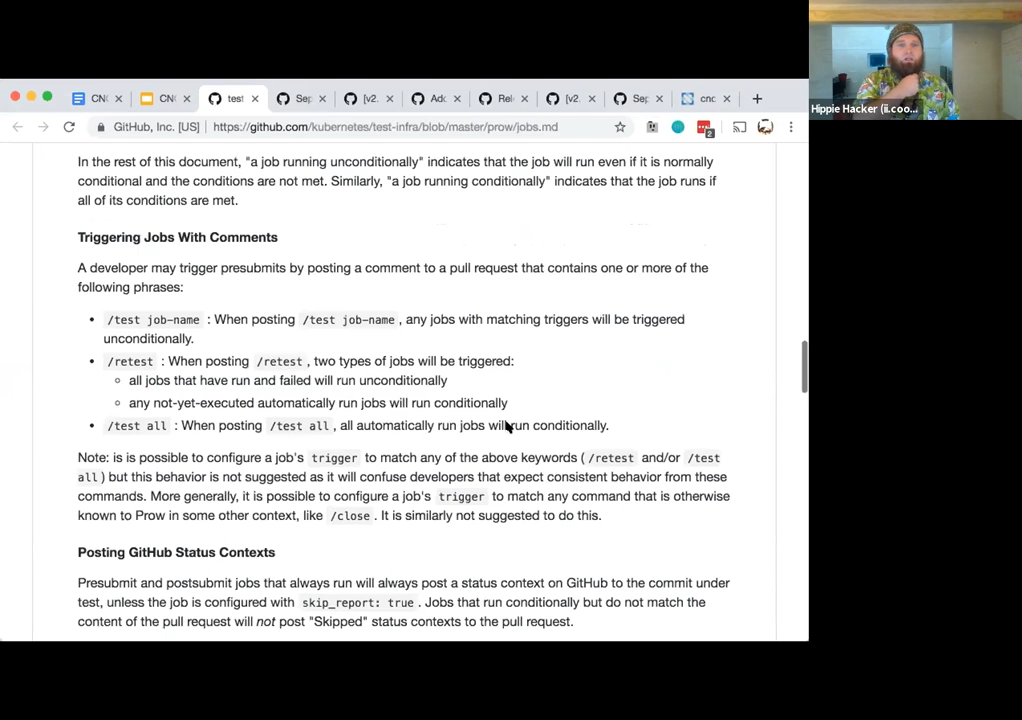 CN(
CN(
test
Sep
[v2.
Adc
Rel
[v2.
Sep
cnc
GitHub, Inc. [US]
https://github.com/kubernetes/test-infra/blob/master/prow/jobs.md
2
Hippie Hacker (ii.coo...
In the rest of this document, "a job running unconditionally" indicates that the job will run even if it is normally
conditional and the conditions are not met. Similarly, "a job running conditionally" indicates that the job runs if
all of its conditions are met.
Triggering Jobs With Comments
A developer may trigger presubmits by posting a comment to a pull request that contains one or more of the
following phrases:
• /test job-name : When posting /test job-name , any jobs with matching triggers will be triggered
unconditionally.
• /retest : When posting /retest , two types of jobs will be triggered:
all jobs that have run and failed will run unconditionally
any not-yet-executed automatically run jobs will run conditionally
• /test all : When posting /test all , all automatically run jobs will run conditionally.
Note: is is possible to configure a job's trigger to match any of the above keywords ( /retest and/or /test
all ) but this behavior is not suggested as it will confuse developers that expect consistent behavior from these
commands. More generally, it is possible to configure a job's trigger to match any command that is otherwise
known to Prow in some other context, like /close . It is similarly not suggested to do this.
Posting GitHub Status Contexts
Presubmit and postsubmit jobs that always run will always post a status context on GitHub to the commit under
test, unless the job is configured with skip_report: true . Jobs that run conditionally but do not match the
content of the pull request will not post "Skipped" status contexts to the pull request.